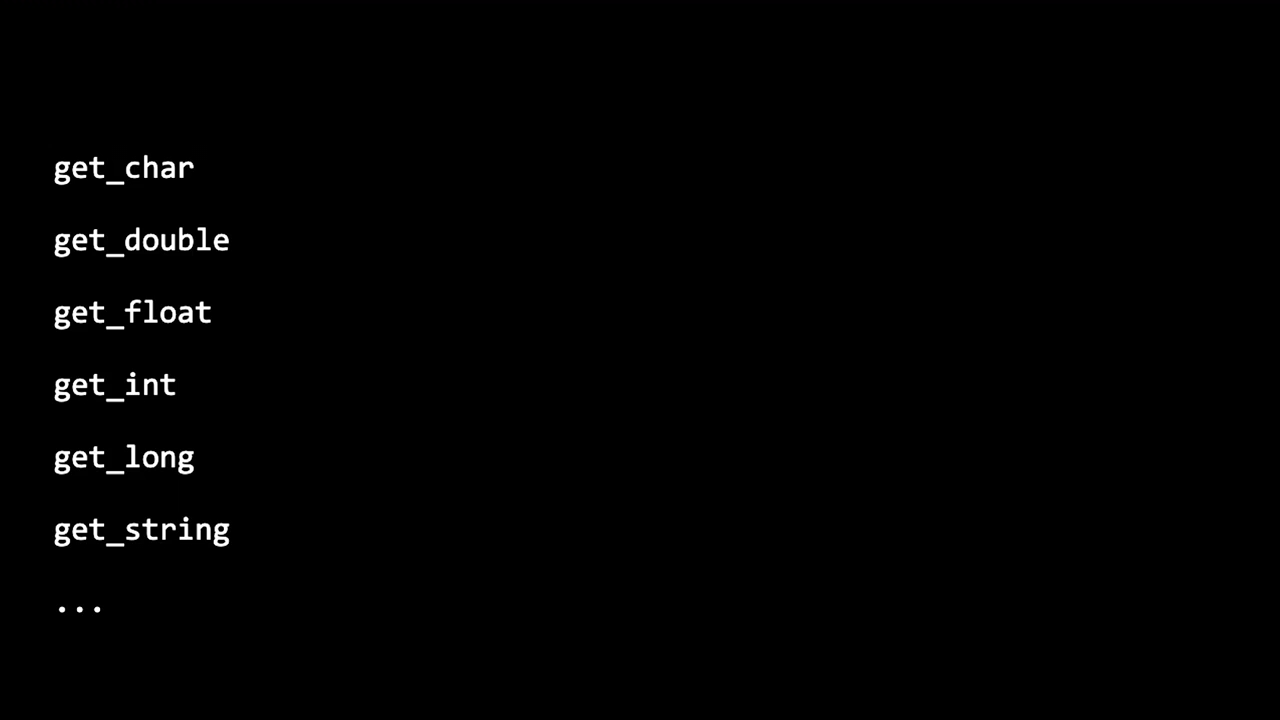 get_char
get_double
get_float
get_int
get_long
get_string
...